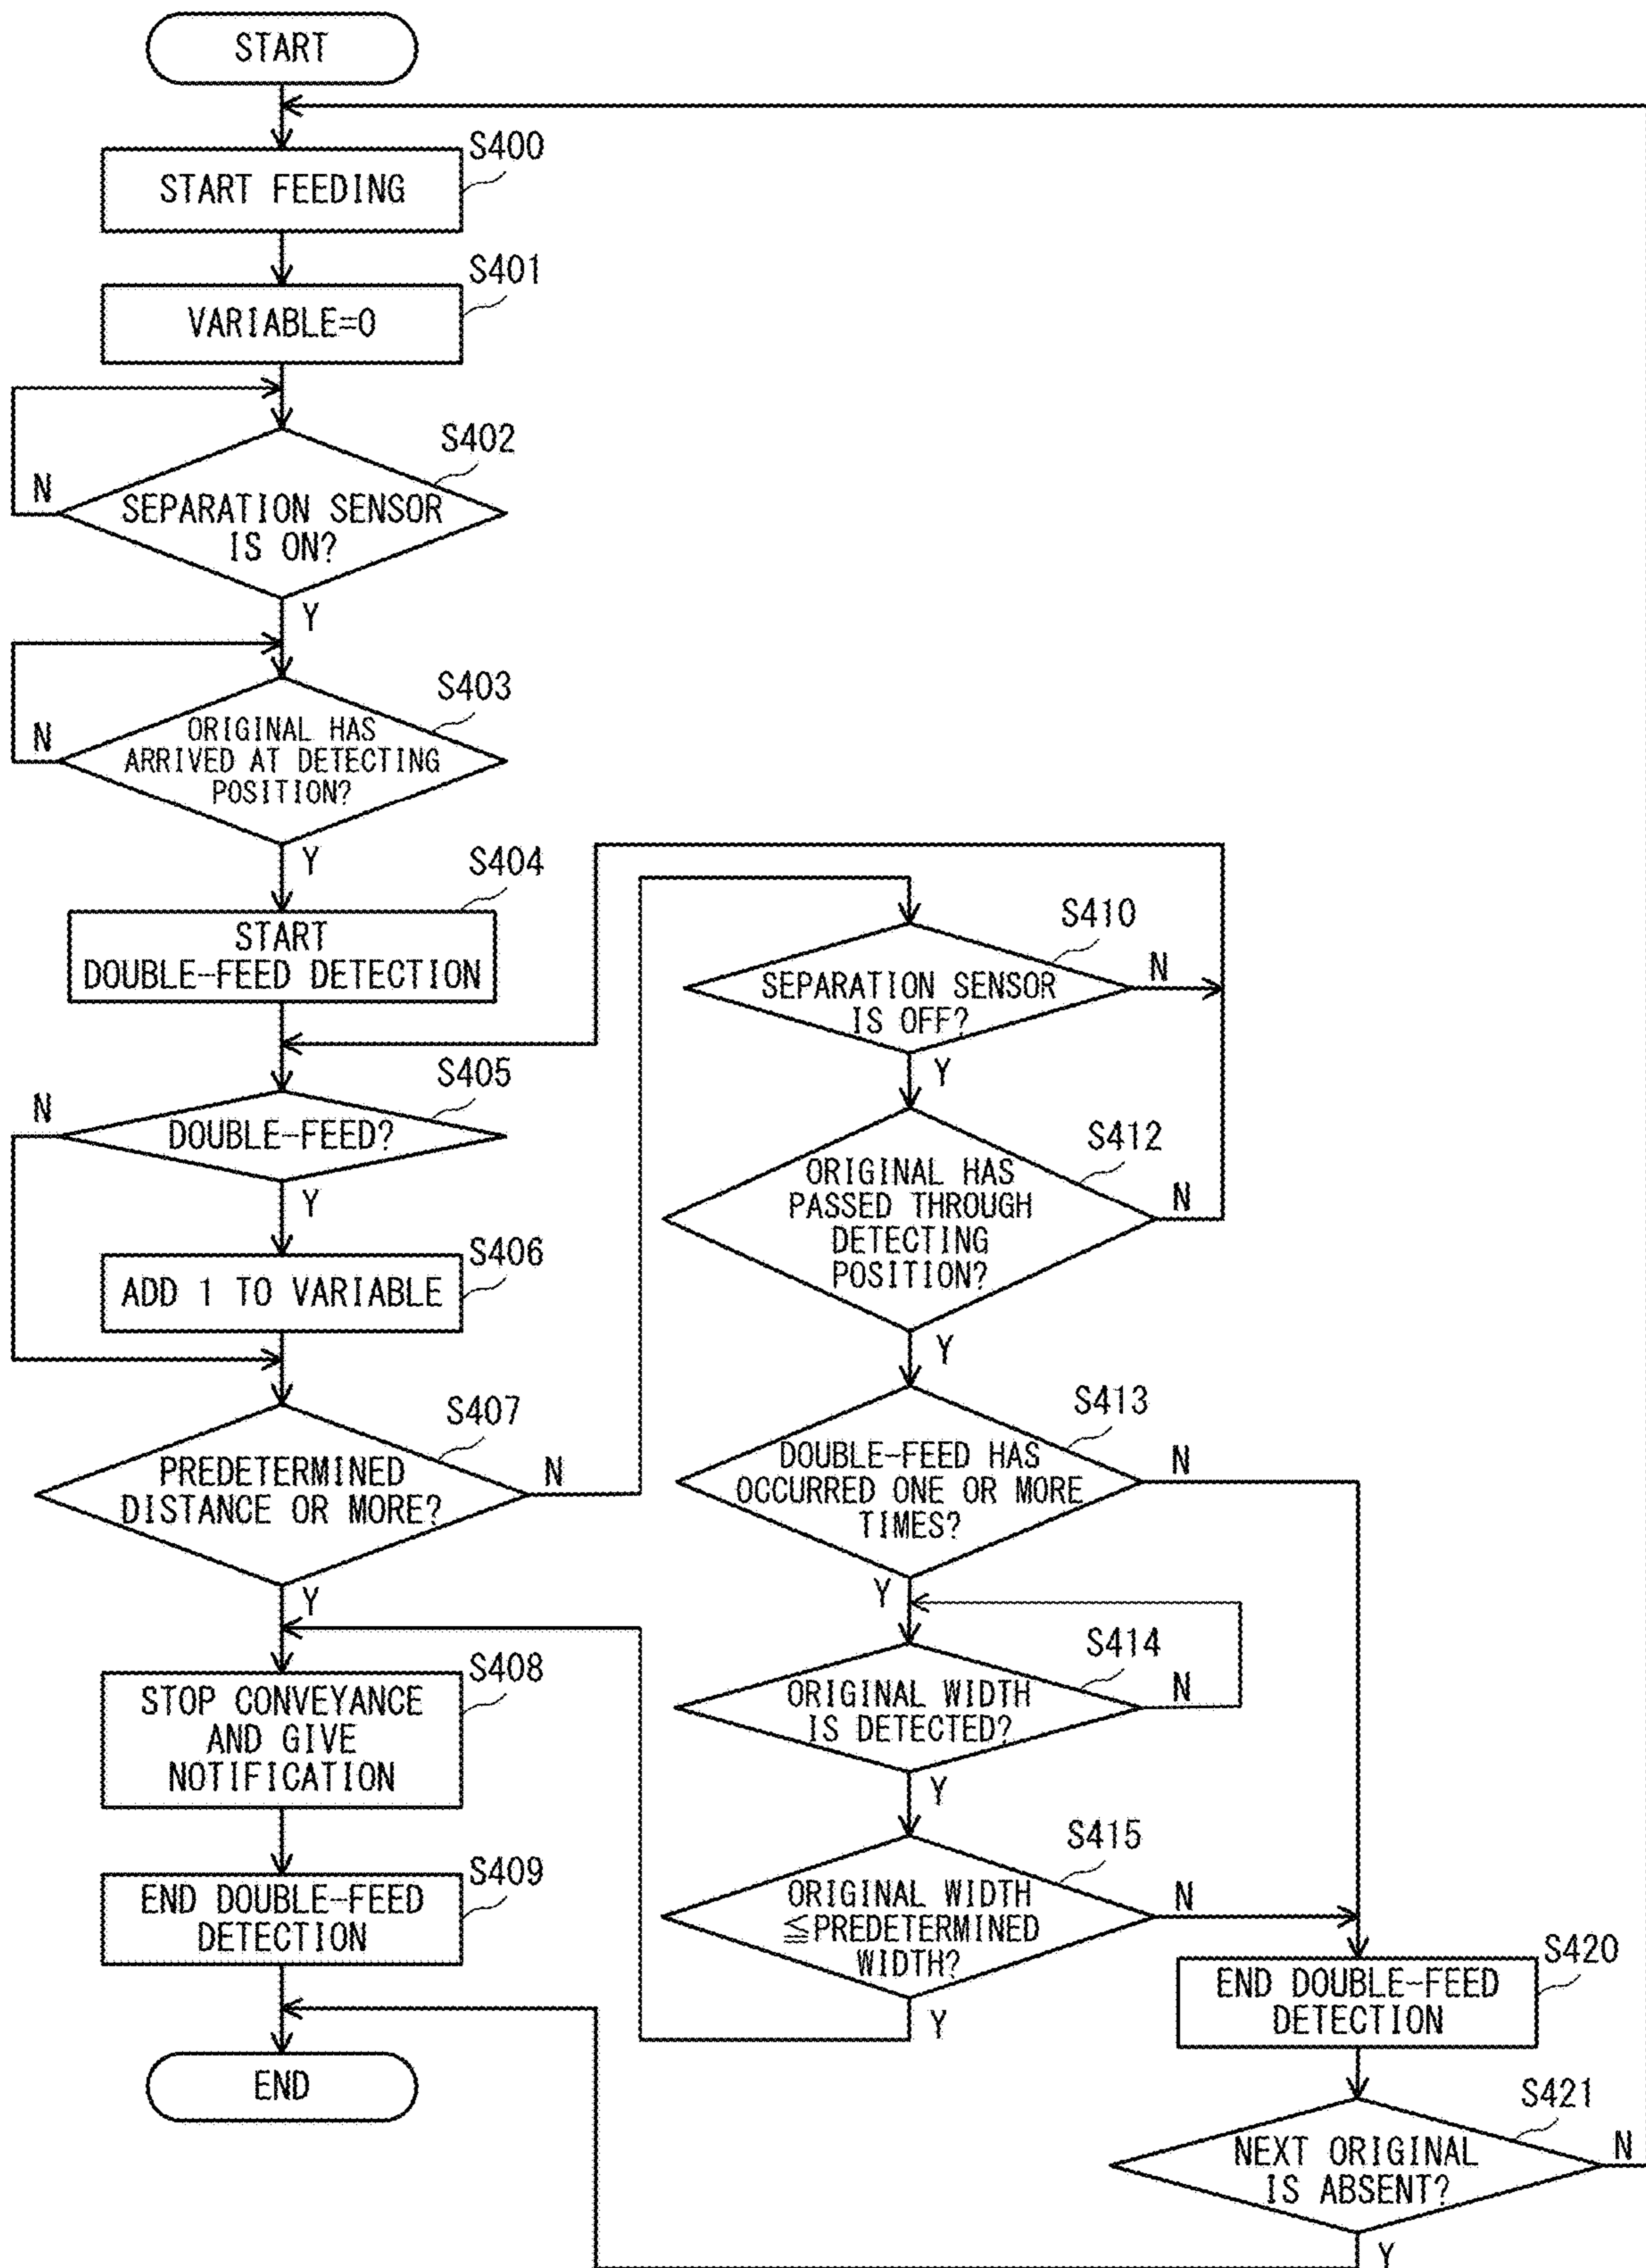 START
S400
START FEEDING
S401
VARIABLE=0
S402
N
SEPARATION SENSOR
IS ON?
Y
S403
N
ORIGINAL HAS
ARRIVED AT DETECTING
POSITION?
Y
S404
START
DOUBLE-FEED DETECTION
S405
N
DOUBLE-FEED?
Y
S406
ADD 1 TO VARIABLE
S407
PREDETERMINED
DISTANCE OR MORE?
N
Y
S408
STOP CONVEYANCE
AND GIVE
NOTIFICATION
S409
END DOUBLE-FEED
DETECTION
END
S410
SEPARATION SENSOR
IS OFF?
N
Y
S412
ORIGINAL HAS
PASSED THROUGH
DETECTING
POSITION?
N
Y
S413
DOUBLE-FEED HAS
OCCURRED ONE OR MORE
TIMES?
N
Y
S414
ORIGINAL WIDTH
IS DETECTED?
N
Y
S415
ORIGINAL WIDTH
≦PREDETERMINED
WIDTH?
N
Y
S420
END DOUBLE-FEED
DETECTION
S421
NEXT ORIGINAL
IS ABSENT?
N
Y